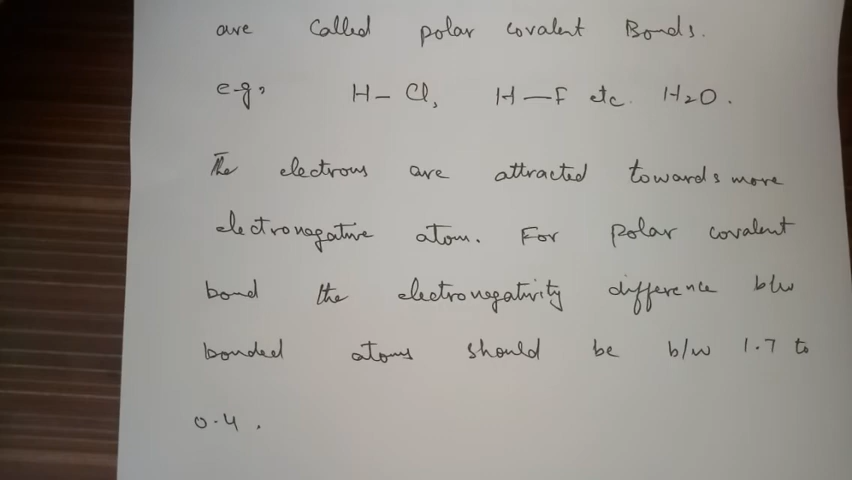 are Called polar covalent Bonds.
e-g, H - Cl, H - F etc. H2O.
The electrons are attracted towards more
electronegative atom. For polar covalent
bond the electronegativity difference b/w
bonded atoms should be b/w 1.7 to
0.4.